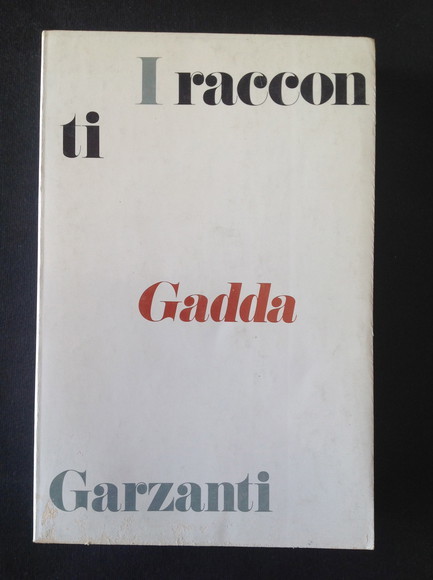 I raccon
ti
Gadda
Garzanti